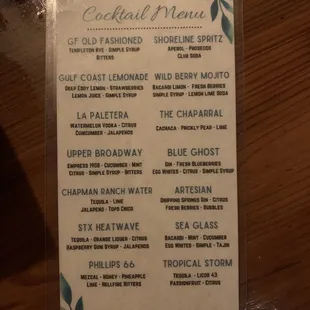 Cocktail Menu
GF OLD FASHIONED
TEMPLETON RYE - SIMPLE SYRUP
BITTERS
SHORELINE SPRITZ
APEROL - PROSECCO
CLUB SODA
GULF COAST LEMONADE
DEEP EDDY LEMON - STRAWBERRIES
LEMON JUICE - SIMPLE SYRUP
WILD BERRY MOJITO
BACARDI LIMON - FRESH BERRIES
SIMPLE SYRUP - LEMON LIME SODA
LA PALETERA
WATERMELON VODKA - CITRUS
CUMCUMBER - JALAPENOS
THE CHAPARRAL
CACHACA - PRICKLY PEAR - LIME
UPPER BROADWAY
EMPRESS 1908 - CUCUMBER - MINT
CITRUS - SIMPLE SYRUP
BLUE GHOST
GIN - FRESH BLUEBERRIES
EGG WHITES - CITRUS - SIMPLE SYRUP - BITTERS
CHAPMAN RANCH WATER
TEQUILA - LIME
JALAPENO - TOPO CHICO
ARTESIAN
DRIPPING SPRINGS GIN - CITRUS
FRESH BERRIES - BUBBLES
STX HEATWAVE
TEQUILA - ORANGE LIQUER - CITRUS
RASPBERRY GUM SYRUP - JALAPENOS
SEA GLASS
BACARDI - MINT - CUCUMBER
EGG WHITES - SIMPLE - TAJIN
PHILLIPS 66
MEZCAL - HONEY - PINEAPPLE
LIME - HELLFIRE BITTERS
TROPICAL STORM
TEQUILA - LICOR 43
PASSIONFRUIT - CITRUS